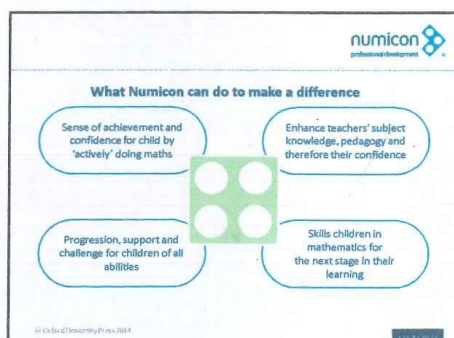 numicon
professional development
What Numicon can do to make a difference
Sense of achievement and
confidence for child by
'actively' doing maths
Enhance teachers' subject
knowledge, pedagogy and
therefore their confidence
Progression, support and
challenge for children of all
abilities
Skills children in
mathematics for
the next stage in their
learning
© Oxford University Press 2014